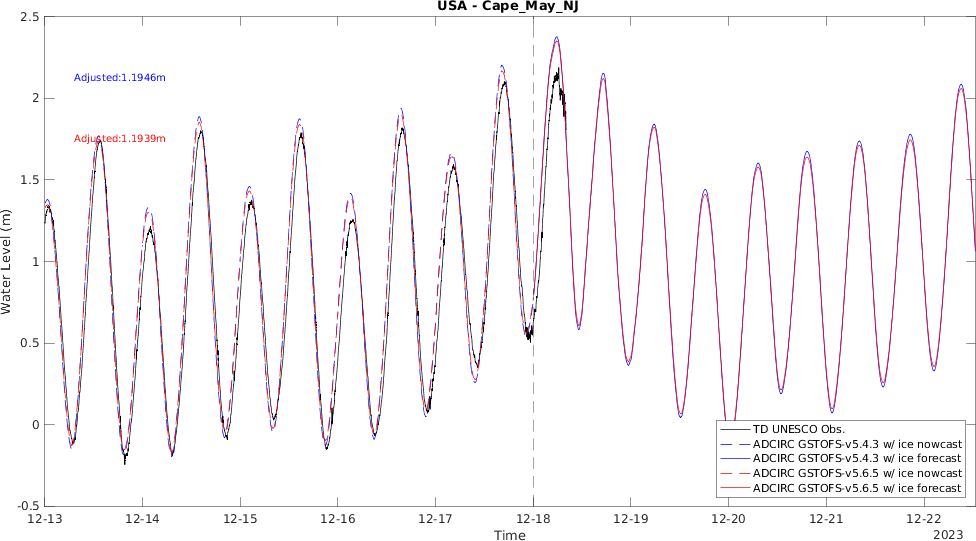 USA - Cape_May_NJ
2.5
2
1.5
1
0.5
0
-0.5
Water Level (m)
Adjusted:1.1946m
Adjusted:1.1939m
TD UNESCO Obs.
ADCIRC GSTOFS-v5.4.3 w/ ice nowcast
ADCIRC GSTOFS-v5.4.3 w/ ice forecast
ADCIRC GSTOFS-v5.6.5 w/ ice nowcast
ADCIRC GSTOFS-v5.6.5 w/ ice forecast
12-13 12-14 12-15 12-16 12-17 12-18 12-19 12-20 12-21 12-22
Time
2023